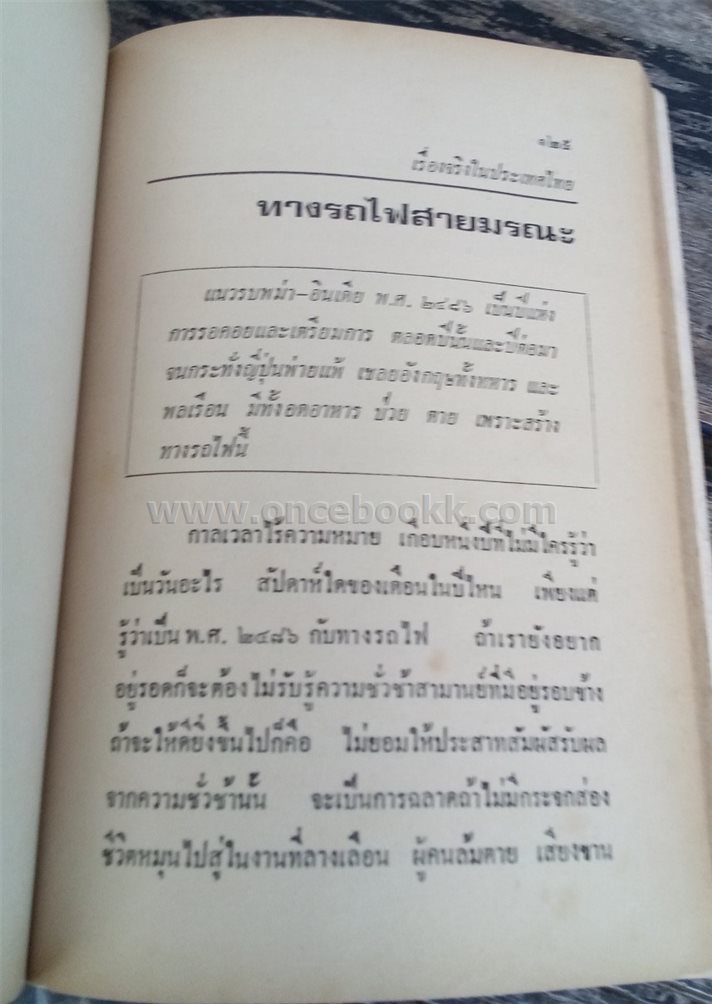 ๑๒๕
เรื่องจริงในประเทศไทย
ทางรถไฟสายมรณะ
แนวรบพม่า-อินเดีย พ.ศ. ๒๔๘๖ เป็นปีแห่ง
การรอคอยและเตรียมการ ตลอดปีนั้นและปีต่อมา
จนกระทั่งญี่ปุ่นพ่ายแพ้ เชลยอังกฤษทั้งทหาร และ
พลเรือน มีทั้งอดอาหาร ป่วย ตาย เพราะสร้าง
ทางรถไฟนี้
www.oncebookk.com
กาลเวลาไร้ความหมาย เกือบหนึ่งปีที่ไม่มีใครรู้ว่า
เป็นวันอะไร สัปดาห์ใดของเดือนในปีไหน เพียงแต่
รู้ว่าเป็น พ.ศ. ๒๔๘๖ กับทางรถไฟ ถ้าเรายังอยาก
อยู่รอดก็จะต้องไม่รับรู้ความชั่วช้าสามานย์ที่มีอยู่รอบข้าง
ถ้าจะให้ดียิ่งขึ้นไปก็คือ ไม่ยอมให้ประสาทสัมผัสรับผล
จากความชั่วช้านั้น จะเป็นการฉลาดถ้าไม่มีกระจกส่อง
ชีวิตหมุนไปสู่ในงานที่ลางเลือน ผู้คนล้มตาย เสียงขาน